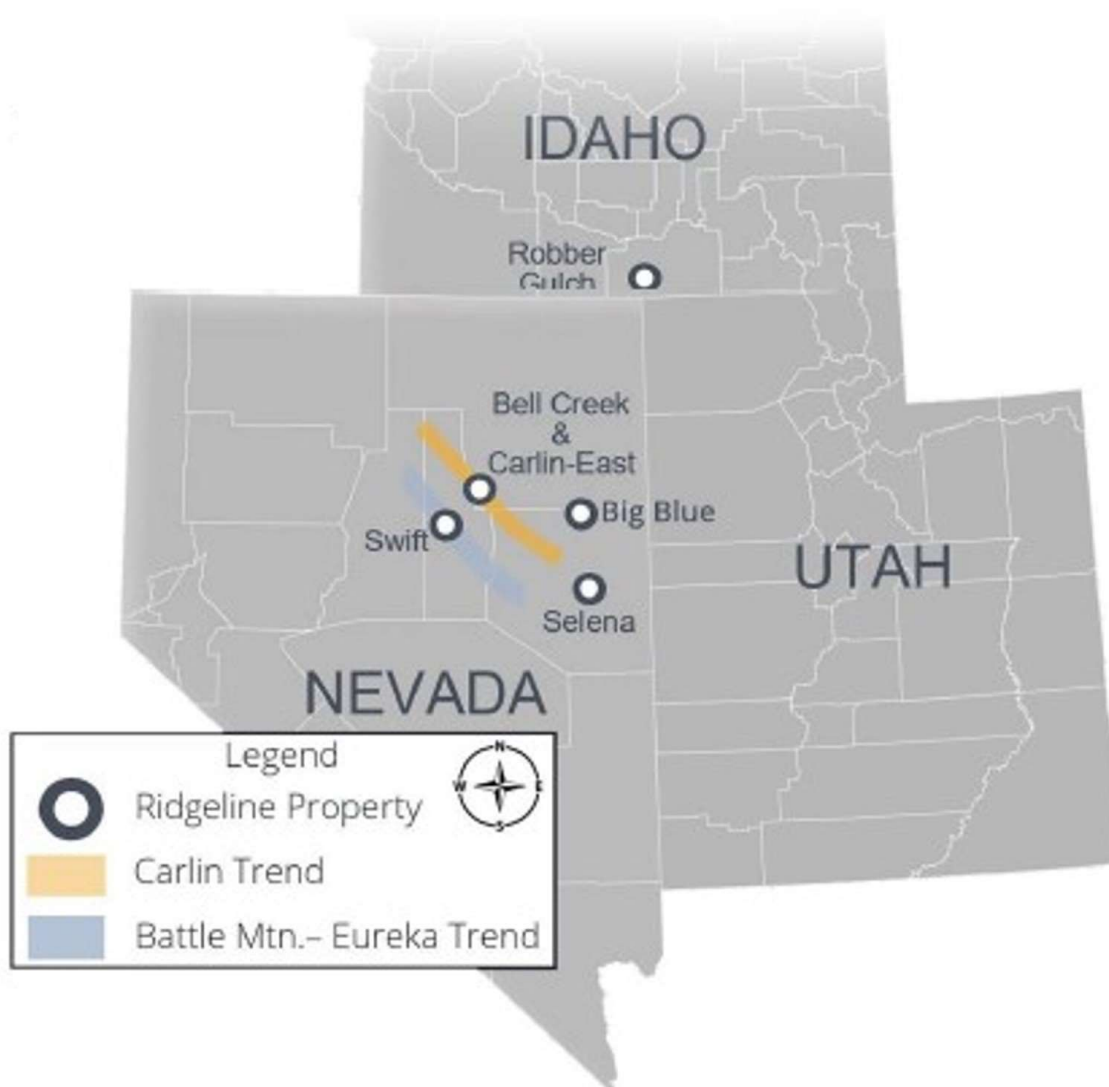 IDAHO
Robber
Gulch
Bell Creek
&
Carlin-East
Big Blue
Swift
UTAH
Selena
NEVADA
Legend
N
W E
S
Ridgeline Property
Carlin Trend
Battle Mtn.– Eureka Trend